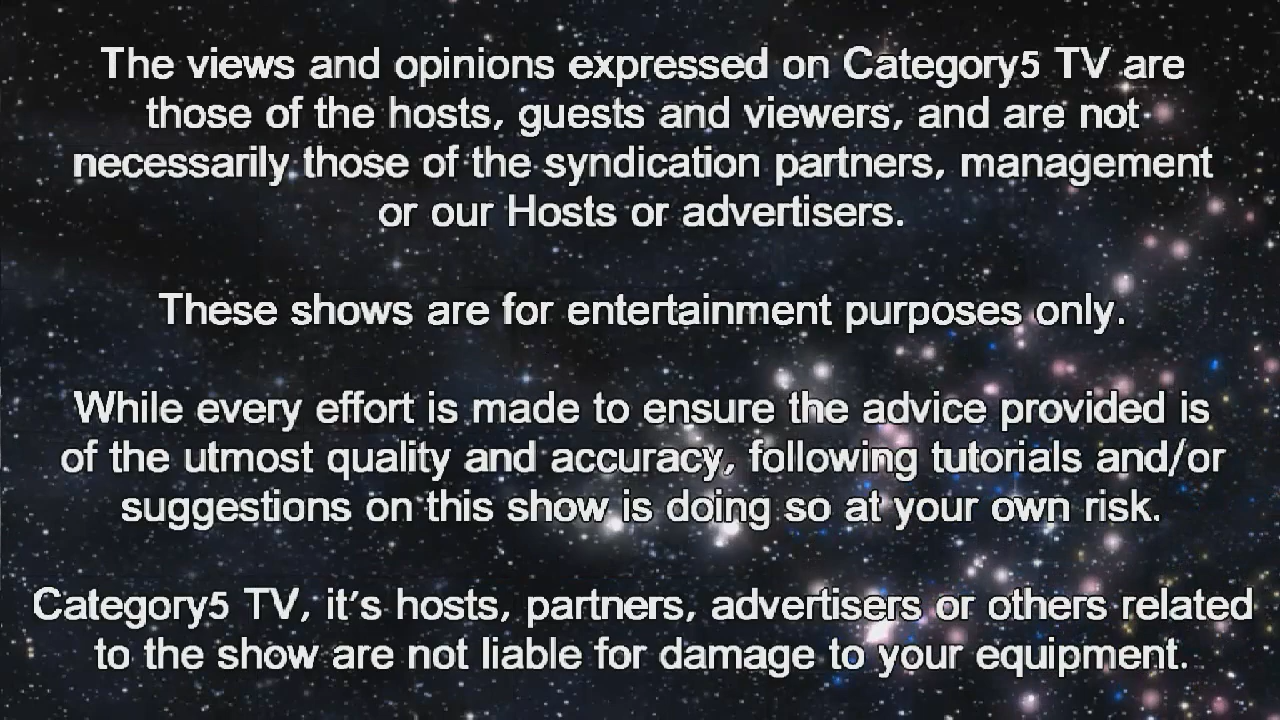 The views and opinions expressed on Category5 TV are
those of the hosts, guests and viewers, and are not
necessarily those of the syndication partners, management
or our Hosts or advertisers.
These shows are for entertainment purposes only.
While every effort is made to ensure the advice provided is
of the utmost quality and accuracy, following tutorials and/or
suggestions on this show is doing so at your own risk.
Category5 TV, it's hosts, partners, advertisers or others related
to the show are not liable for damage to your equipment.